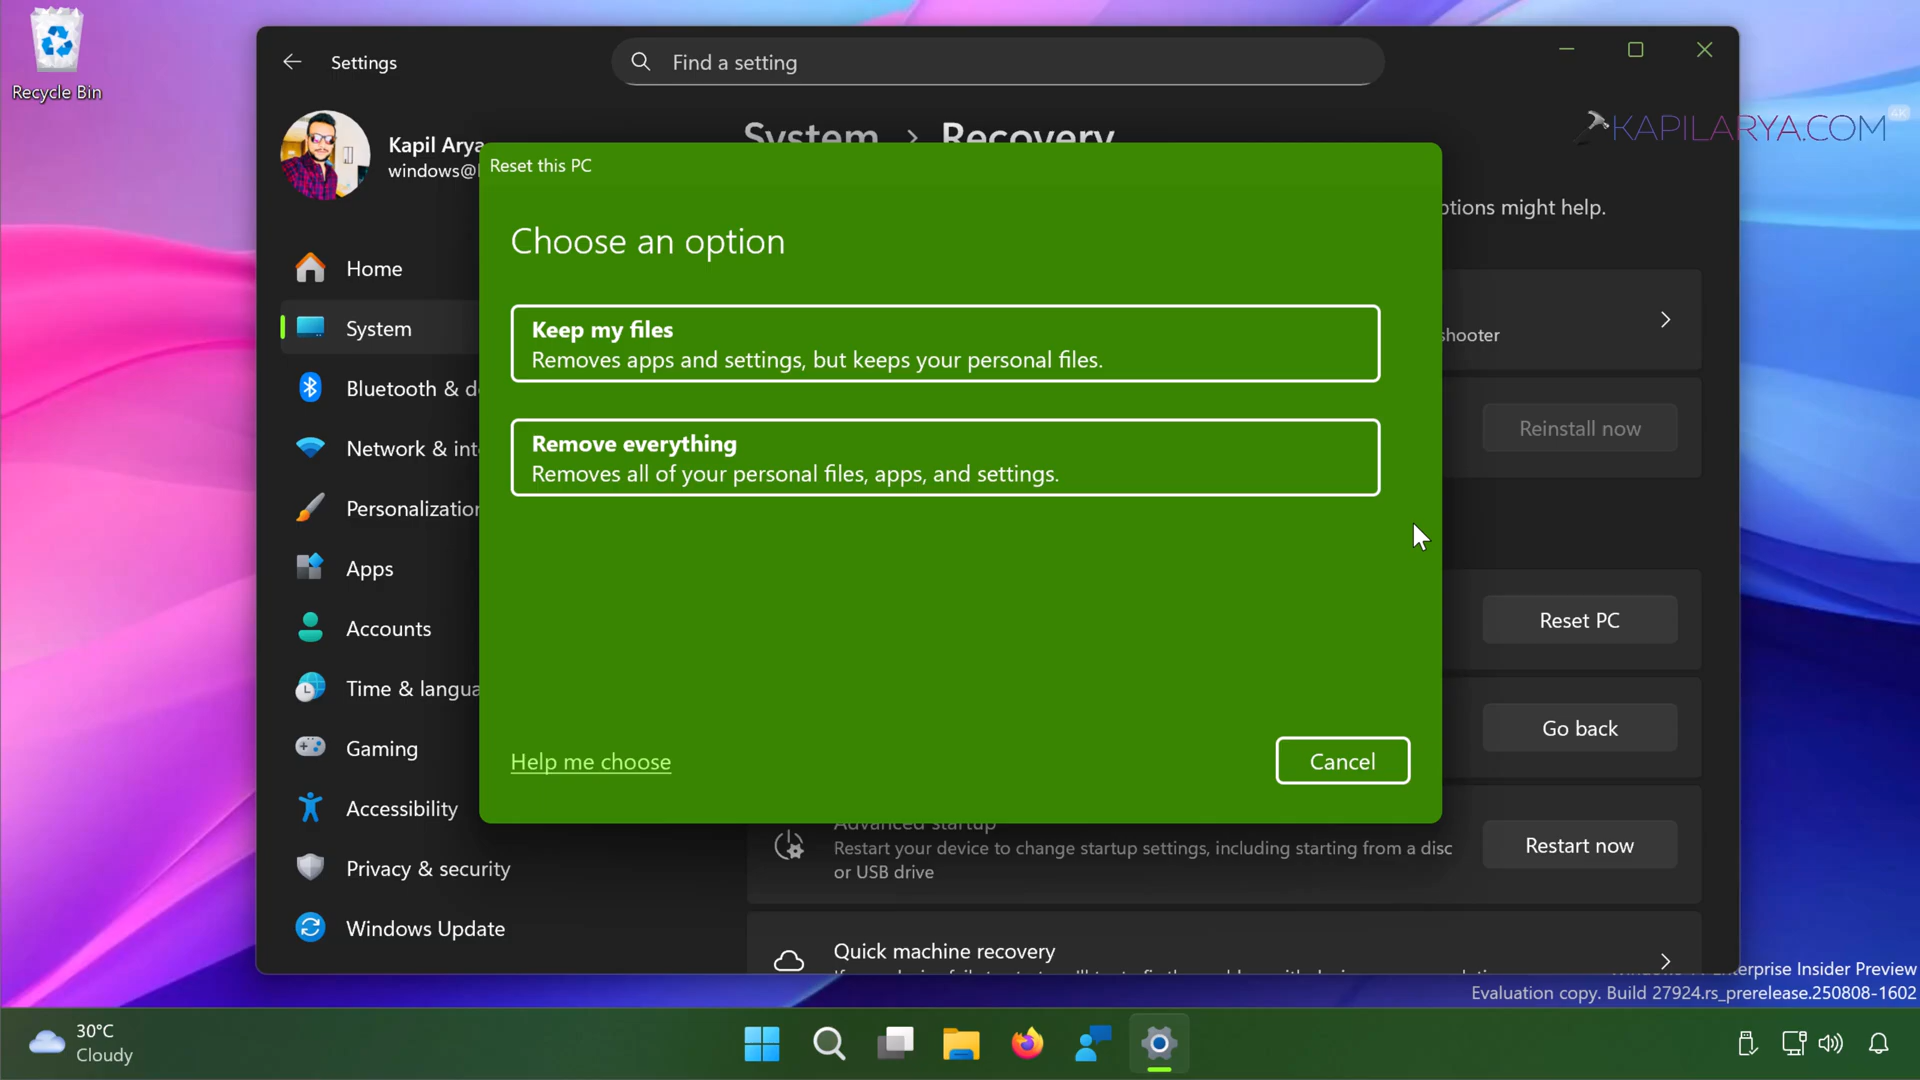 Recycle Bin
Settings
Find a setting
Kapil Arya
windows@
System > Recovery
4K
KAPILARYA.COM
Reset this PC
might help.
Choose an option
Home
Keep my files
Removes apps and settings, but keeps your personal files.
System
shooter
Bluetooth & d
Remove everything
Removes all of your personal files, apps, and settings.
Reinstall now
Network & int
Personalization
Apps
Accounts
Reset PC
Time & langua
Gaming
Go back
Help me choose
Cancel
Accessibility
Advanced startup
Restart your device to change startup settings, including starting from a disc
or USB drive
Restart now
Privacy & security
Windows Update
Quick machine recovery
Insider Preview
Evaluation copy. Build 27924.rs_prerelease.250808-1602
30°C
Cloudy